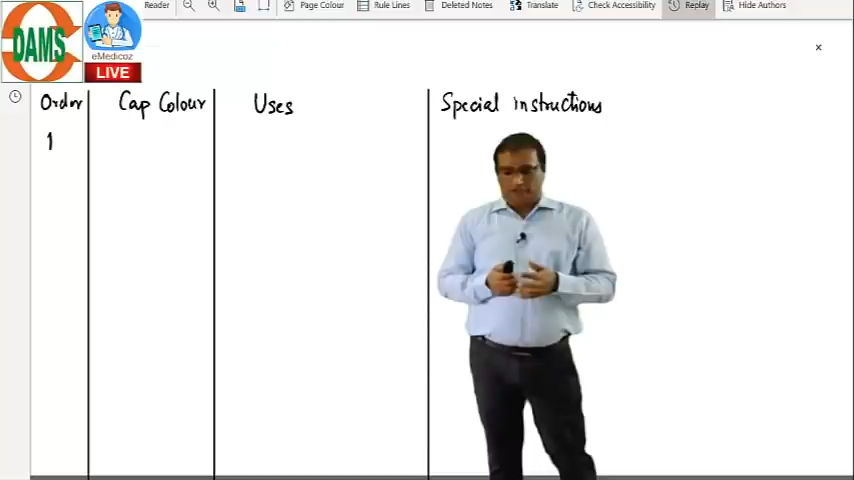 Reader Page Colour Rule Lines Deleted Notes Translate Check Accessibility Replay Hide Authors
DAMS
eMedicoz
LIVE
Order Cap Colour Uses Special instructions
1